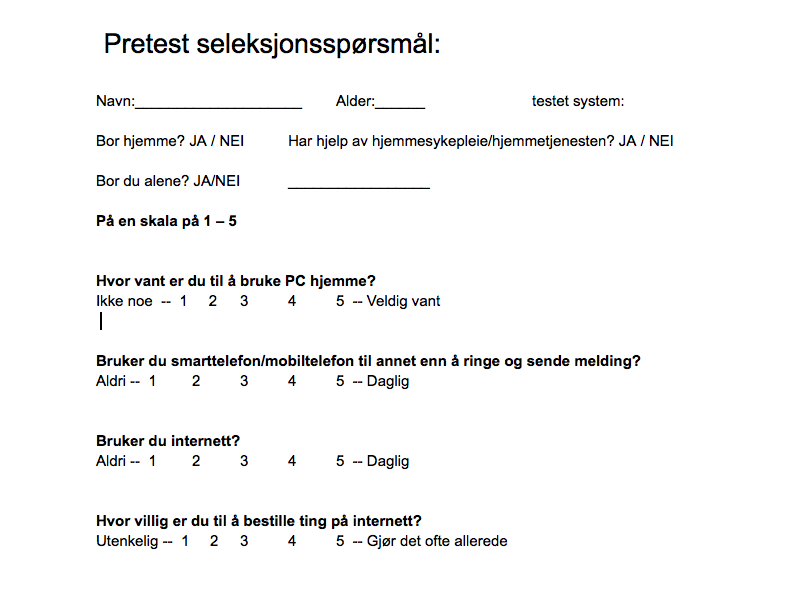 Pretest seleksjonsspørsmål:
Navn:____________________ Alder:______ testet system:
Bor hjemme? JA / NEI Har hjelp av hjemmesykepleie/hjemmetjenesten? JA / NEI
Bor du alene? JA/NEI _________________
På en skala på 1 – 5
Hvor vant er du til å bruke PC hjemme?
Ikke noe -- 1 2 3 4 5 -- Veldig vant
Bruker du smarttelefon/mobiltelefon til annet enn å ringe og sende melding?
Aldri -- 1 2 3 4 5 -- Daglig
Bruker du internett?
Aldri -- 1 2 3 4 5 -- Daglig
Hvor villig er du til å bestille ting på internett?
Utenkelig -- 1 2 3 4 5 -- Gjør det ofte allerede